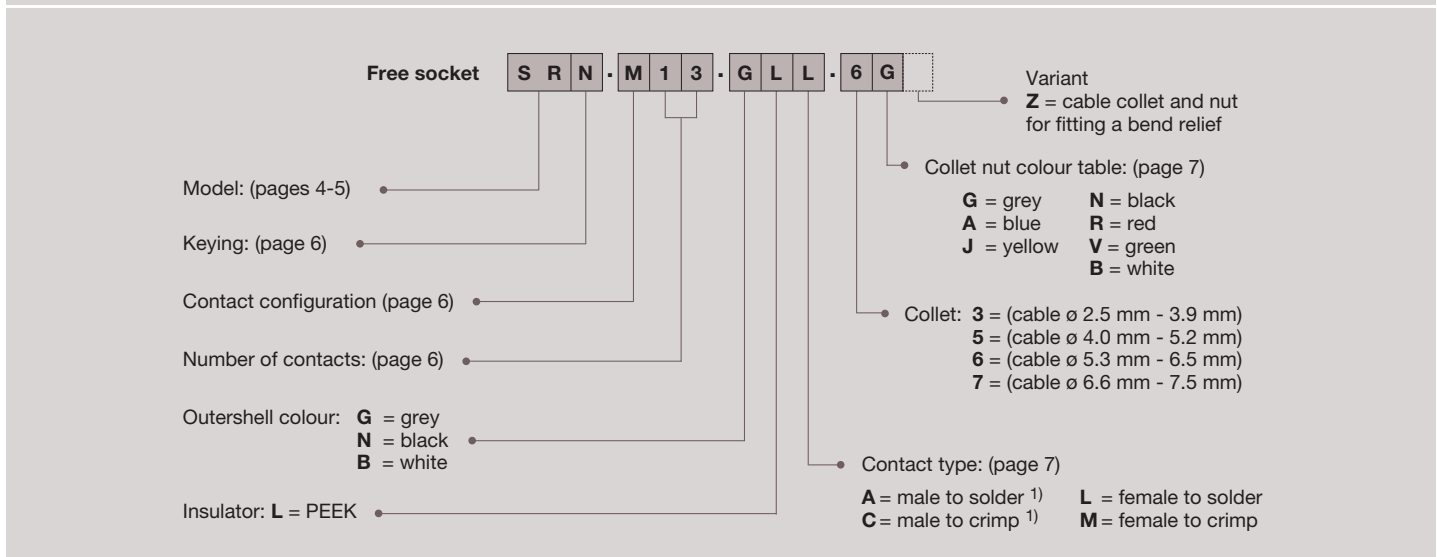 Free socket S R N . M 1 3 . G L L . 6 G
Variant
Z = cable collet and nut
for fitting a bend relief
Collet nut colour table: (page 7)
G = grey N = black
A = blue R = red
J = yellow V = green
B = white
Model: (pages 4-5)
Keying: (page 6)
Contact configuration (page 6)
Number of contacts: (page 6)
Collet: 3 = (cable ø 2.5 mm - 3.9 mm)
5 = (cable ø 4.0 mm - 5.2 mm)
6 = (cable ø 5.3 mm - 6.5 mm)
7 = (cable ø 6.6 mm - 7.5 mm)
Outershell colour: G = grey
N = black
B = white
Insulator: L = PEEK
Contact type: (page 7)
A = male to solder 1) L = female to solder
C = male to crimp 1) M = female to crimp